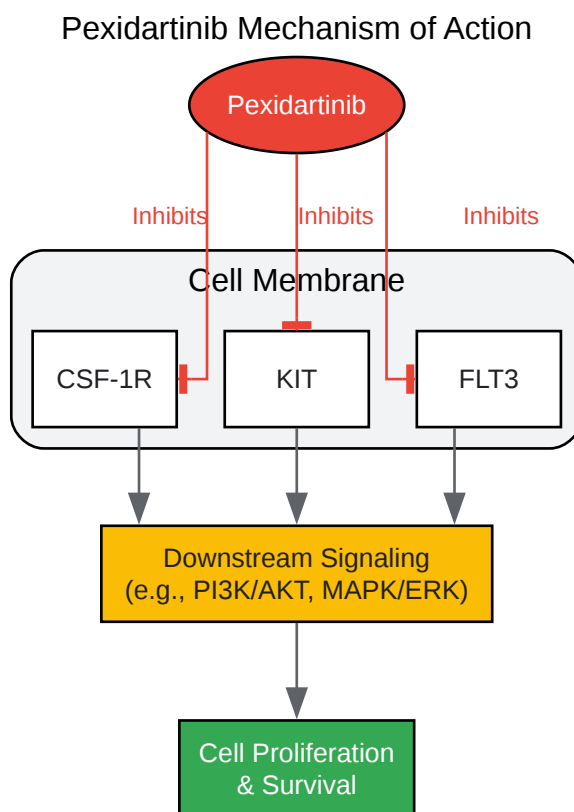 Pexidartinib Mechanism of Action
Pexidartinib
Inhibits Inhibits Inhibits
Cell Membrane
CSF-1R KIT FLT3
Downstream Signaling
(e.g., PI3K/AKT, MAPK/ERK)
Cell Proliferation
& Survival